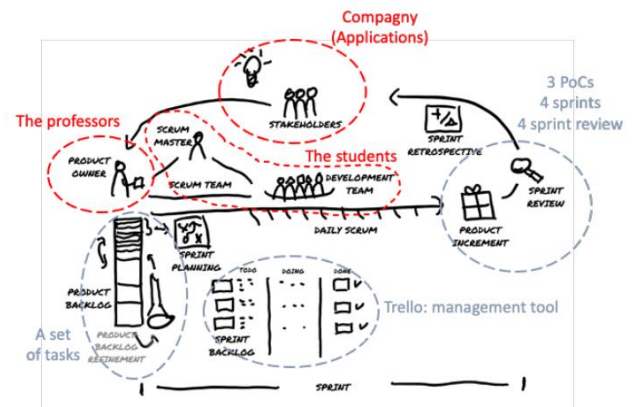 Compagny
(Applications)
3 PoCs
4 sprints
4 sprint review
The professors
SCRUM
MASTER
STAKEHOLDERS
SPRINT
RETROSPECTIVE
PRODUCT
OWNER
The students
SCRUM TEAM
DEVELOPMENT
TEAM
SPRINT
REVIEW
DAILY SCRUM
PRODUCT
INCREMENT
SPRINT
PLANNING
TODO
DOING
DONE
PRODUCT
BACKLOG
Trello: management tool
A set
of tasks
PRODUCT
BACKLOG
REFINEMENT
SPRINT
BACKLOG
SPRINT